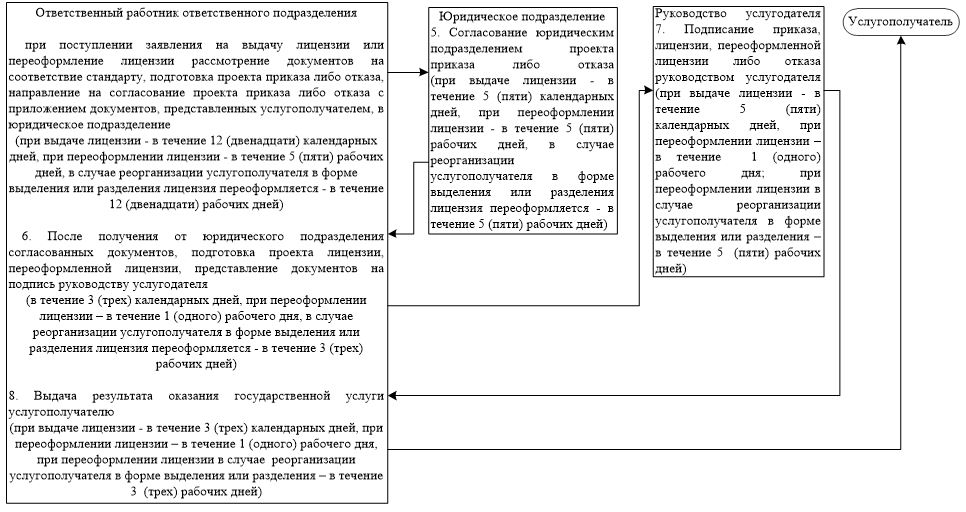 Ответственный работник ответственного подразделения
при поступлении заявления на выдачу лицензии или
переоформление лицензии рассмотрение документов на
соответствие стандарту, подготовка проекта приказа либо отказа,
направление на согласование проекта приказа либо отказа с
приложением документов, представленных услугополучателем, в
юридическое подразделение
(при выдаче лицензии - в течение 12 (двенадцати) календарных
дней, при переоформлении лицензии - в течение 5 (пяти) рабочих
дней, в случае реорганизации услугополучателя в форме
выделения или разделения лицензия переоформляется - в течение
12 (двенадцати) рабочих дней)
6. После получения от юридического подразделения
согласованных документов, подготовка проекта лицензии,
переоформленной лицензии, представление документов на
подпись руководству услугодателя
(в течение 3 (трех) календарных дней, при переоформлении
лицензии – в течение 1 (одного) рабочего дня, в случае
реорганизации услугополучателя в форме выделения или
разделения лицензия переоформляется - в течение 3 (трех)
рабочих дней)
8. Выдача результата оказания государственной услуги
услугополучателю
(при выдаче лицензии - в течение 3 (трех) календарных дней, при
переоформлении лицензии – в течение 1 (одного) рабочего дня,
при переоформлении лицензии в случае реорганизации
услугополучателя в форме выделения или разделения – в течение
3 (трех) рабочих дней)
Юридическое подразделение
5. Согласование юридическим
подразделением проекта
приказа либо отказа
(при выдаче лицензии - в
течение 5 (пяти) календарных
дней, при переоформлении
лицензии - в течение 5 (пяти)
рабочих дней, в случае
реорганизации
услугополучателя в форме
выделения или разделения
лицензия переоформляется - в
течение 5 (пяти) рабочих дней)
Руководство услугодателя
7. Подписание приказа,
лицензии, переоформленной
лицензии либо отказа
руководством услугодателя
(при выдаче лицензии - в
течение 5 (пяти)
календарных дней, при
переоформлении лицензии –
в течение 1 (одного)
рабочего дня; при
переоформлении лицензии в
случае реорганизации
услугополучателя в форме
выделения или разделения –
в течение 5 (пяти) рабочих
дней)
Услугополучатель